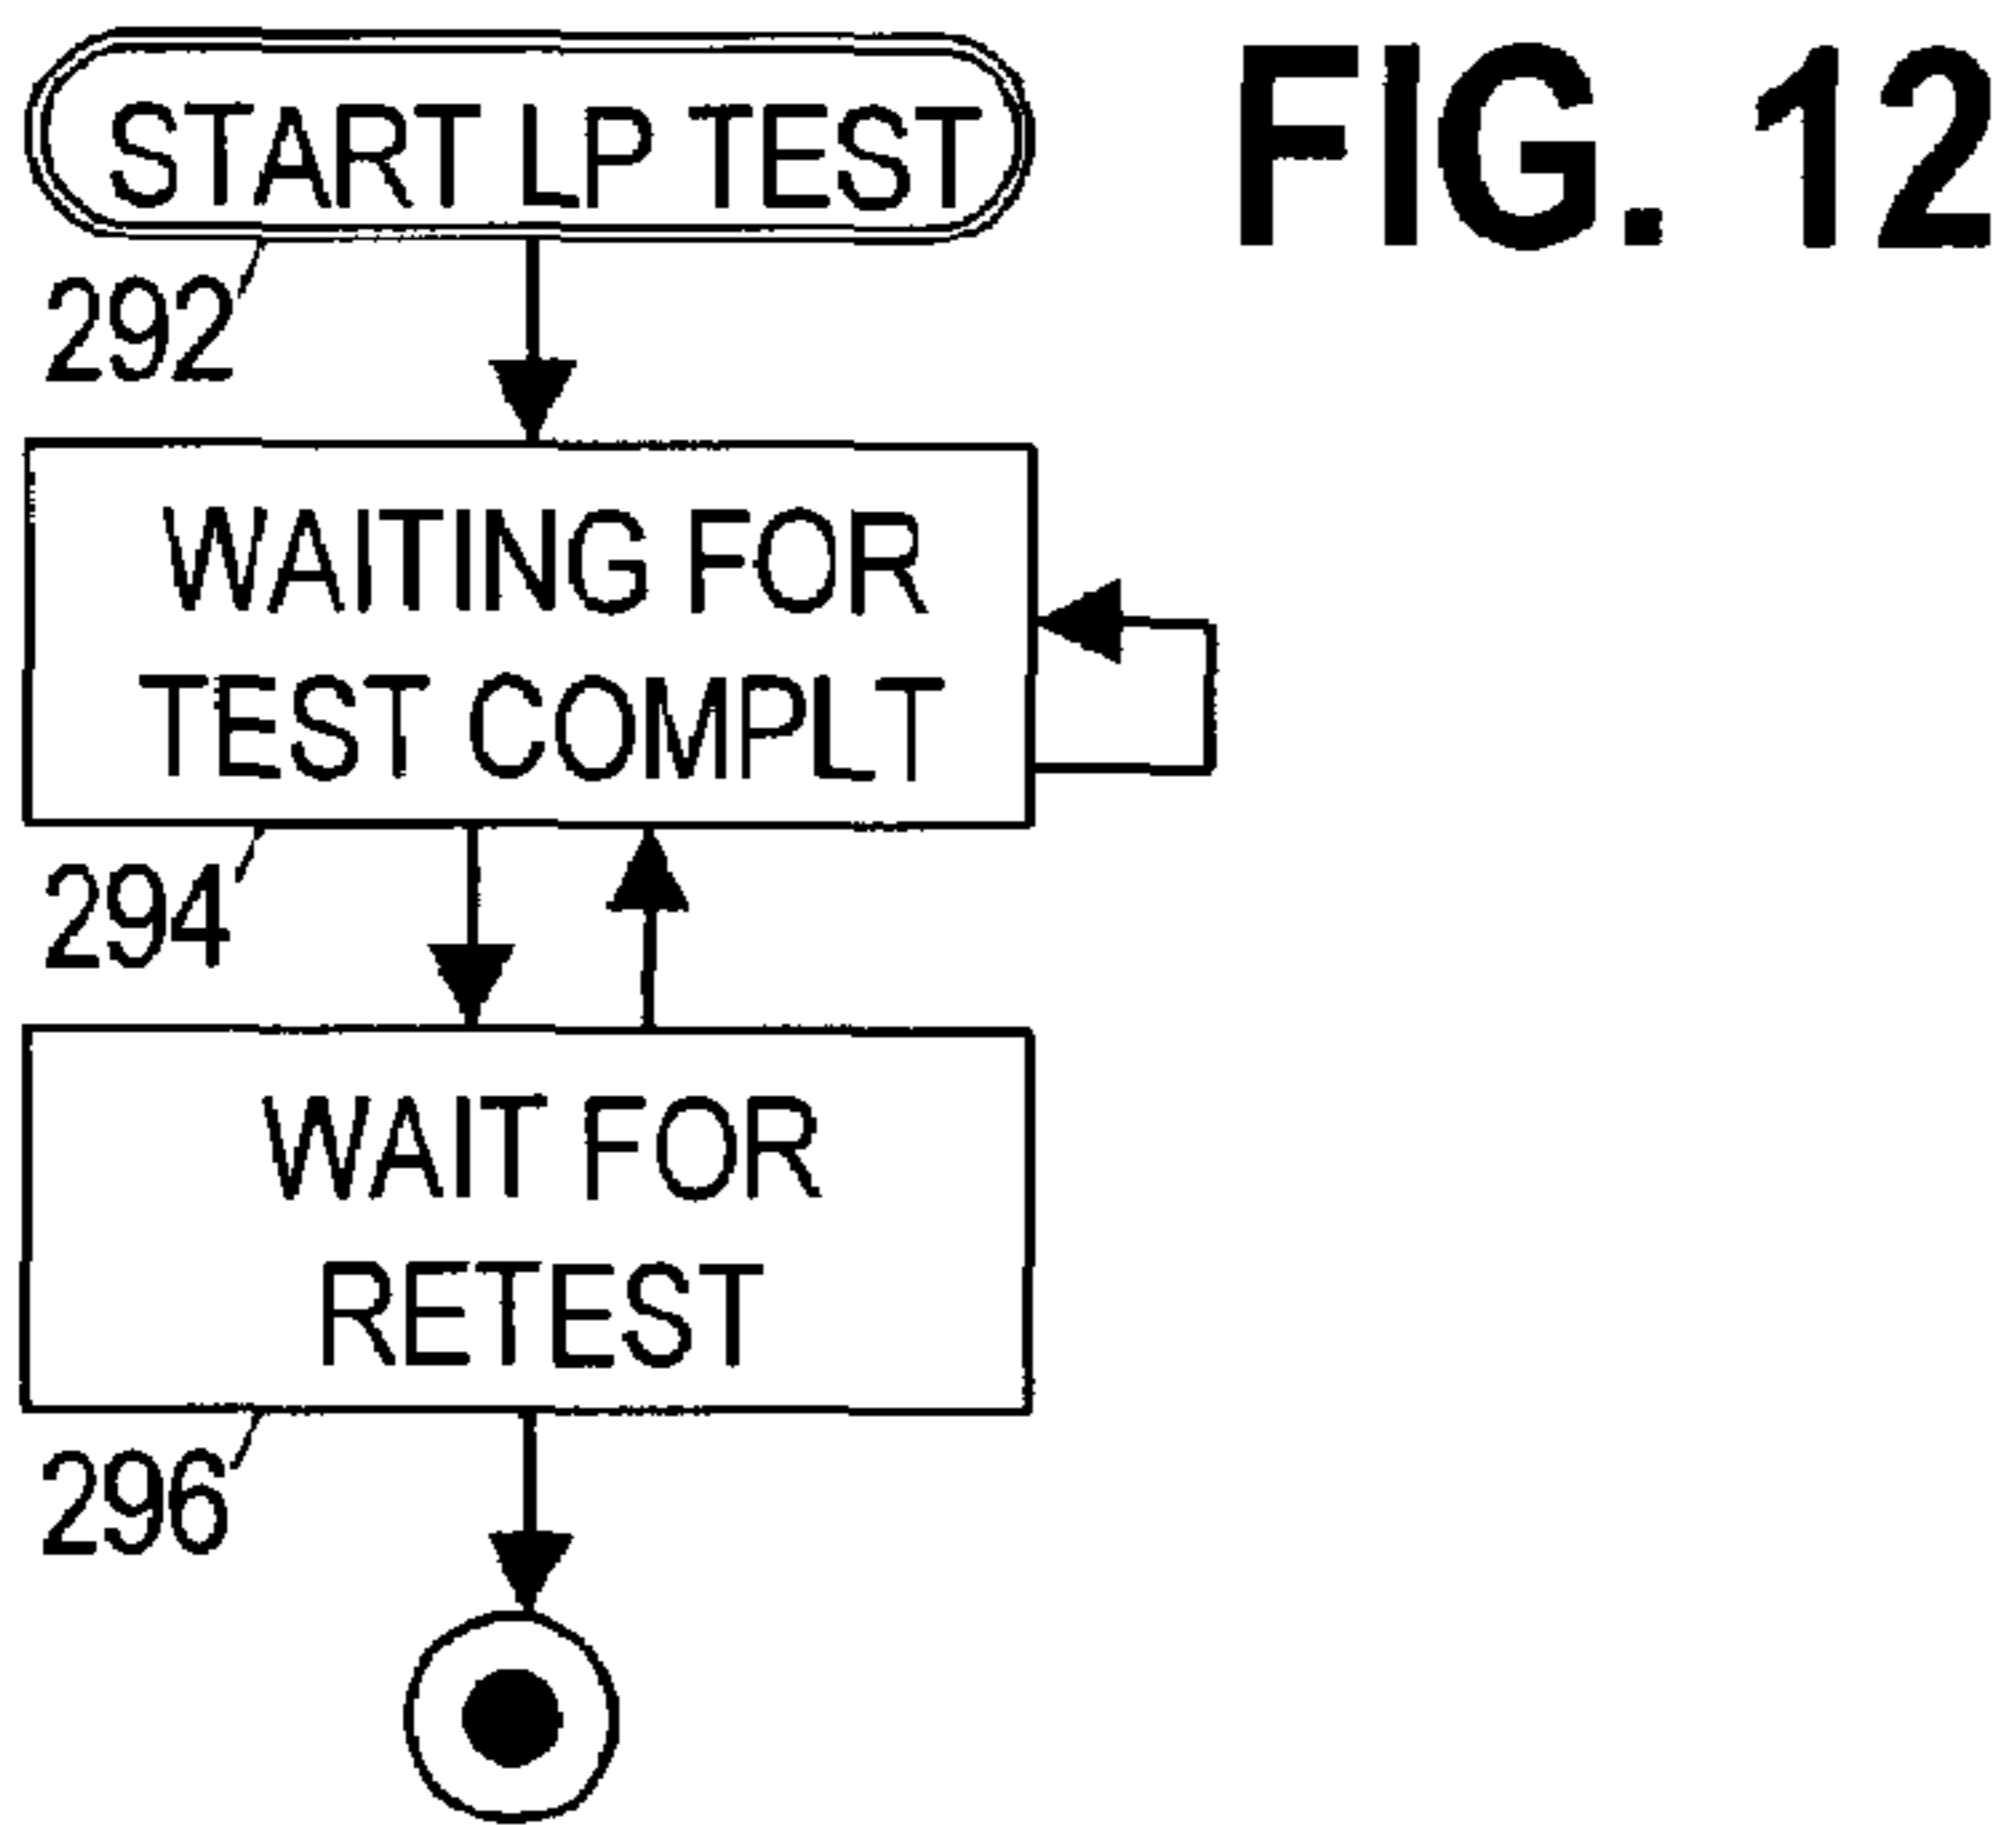 START LP TEST
FIG. 12
292
WAITING FOR
TEST COMPLT
294
WAIT FOR
RETEST
296